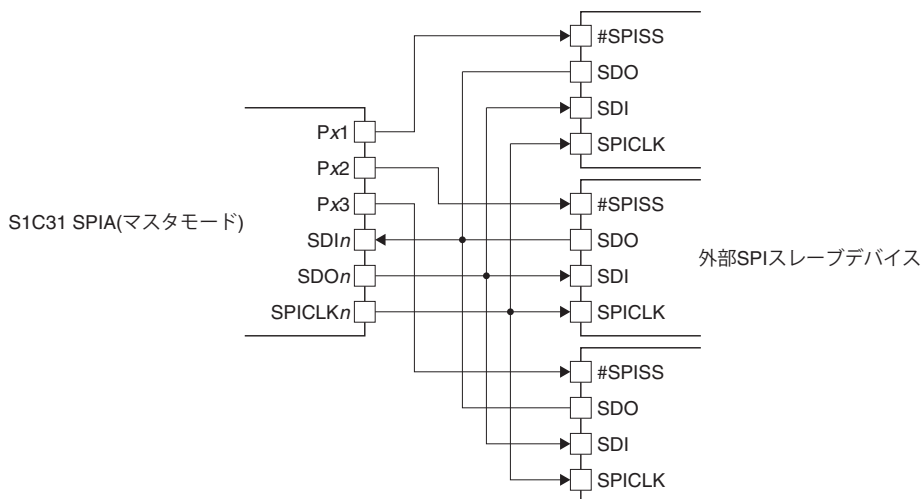 #SPISS
SDO
SDI
SPICLK
Px1
Px2
Px3
SDIn
SDOn
SPICLKn
S1C31 SPIA(マスタモード)
#SPISS
SDO
SDI
SPICLK
外部SPIスレーブデバイス
#SPISS
SDO
SDI
SPICLK